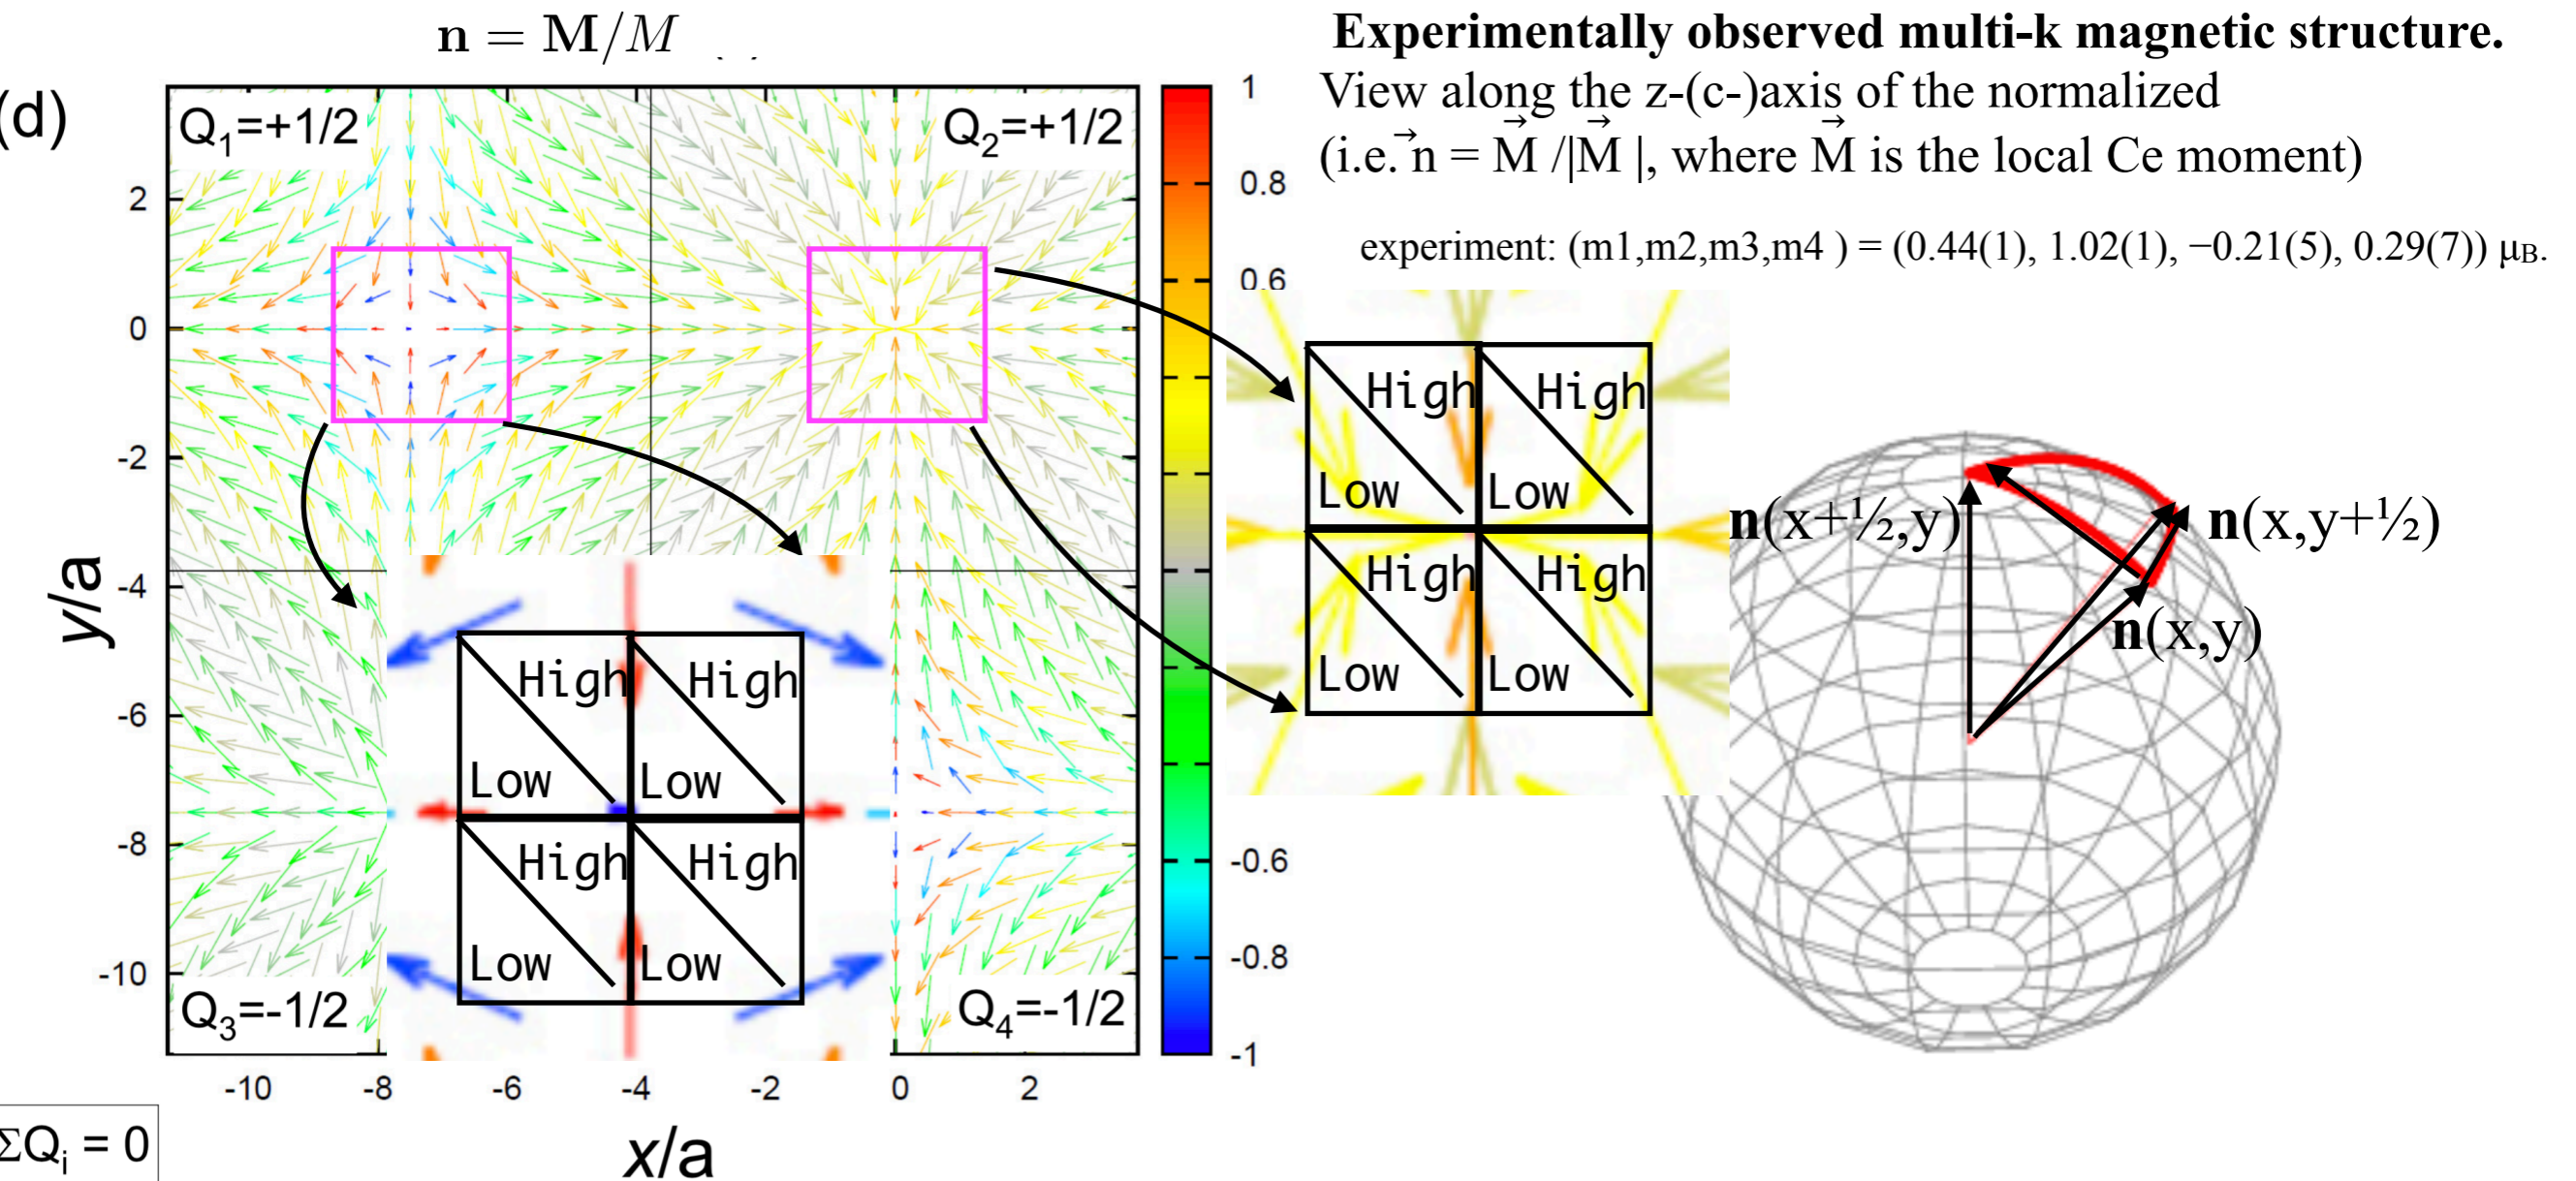 n = M/M
(d)
Q1=+1/2
Q2=+1/2
Q3=-1/2
Q4=-1/2
2
0
-2
-4
-6
-8
-10
y/a
-10 -8 -6 -4 -2 0 2
x/a
ΣQi = 0
1
0.8
0.6
-0.6
-0.8
-1
Experimentally observed multi-k magnetic structure.
View along the z-(c-)axis of the normalized
(i.e. n⃗ = M⃗ /|M⃗ |, where M⃗ is the local Ce moment)
experiment: (m1,m2,m3,m4 ) = (0.44(1), 1.02(1), −0.21(5), 0.29(7)) μB.
High High
Low Low
High High
Low Low
High High
Low Low
High High
Low Low
n(x+½,y)
n(x,y+½)
n(x,y)